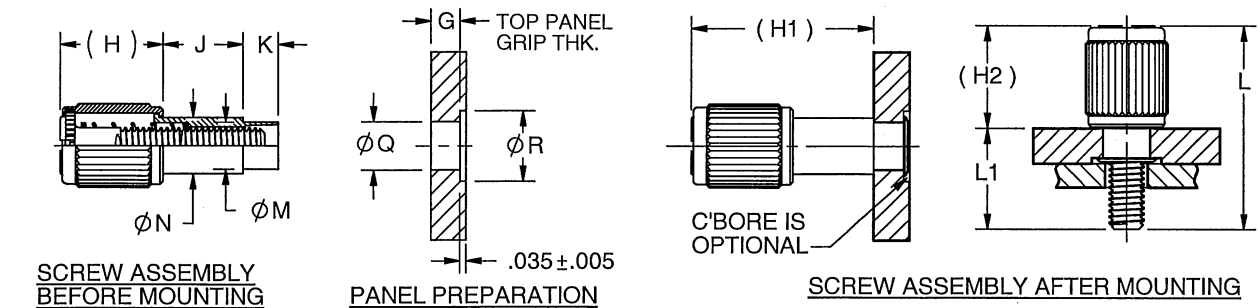 ( H )
J
K
ØN
ØM
SCREW ASSEMBLY
BEFORE MOUNTING
G
TOP PANEL
GRIP THK.
ØQ
ØR
.035±.005
PANEL PREPARATION
( H1 )
C'BORE IS
OPTIONAL
( H2 )
L1
L
SCREW ASSEMBLY AFTER MOUNTING